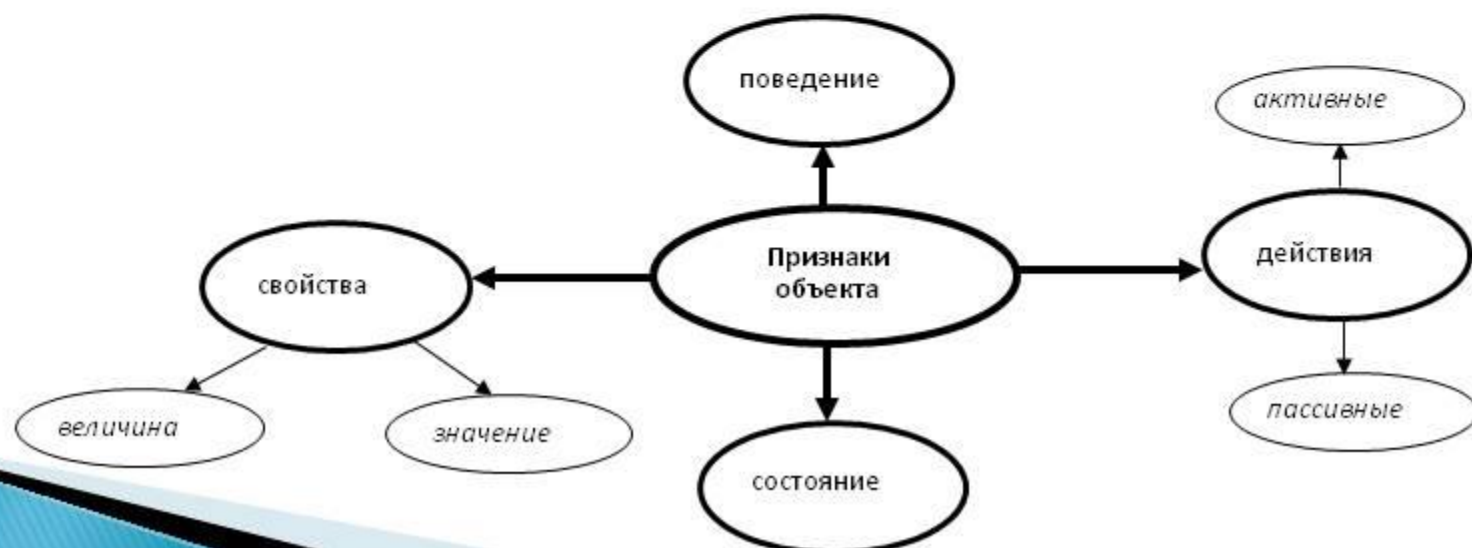 поведение
активные
Признаки
объекта
действия
свойства
величина
значение
пассивные
состояние